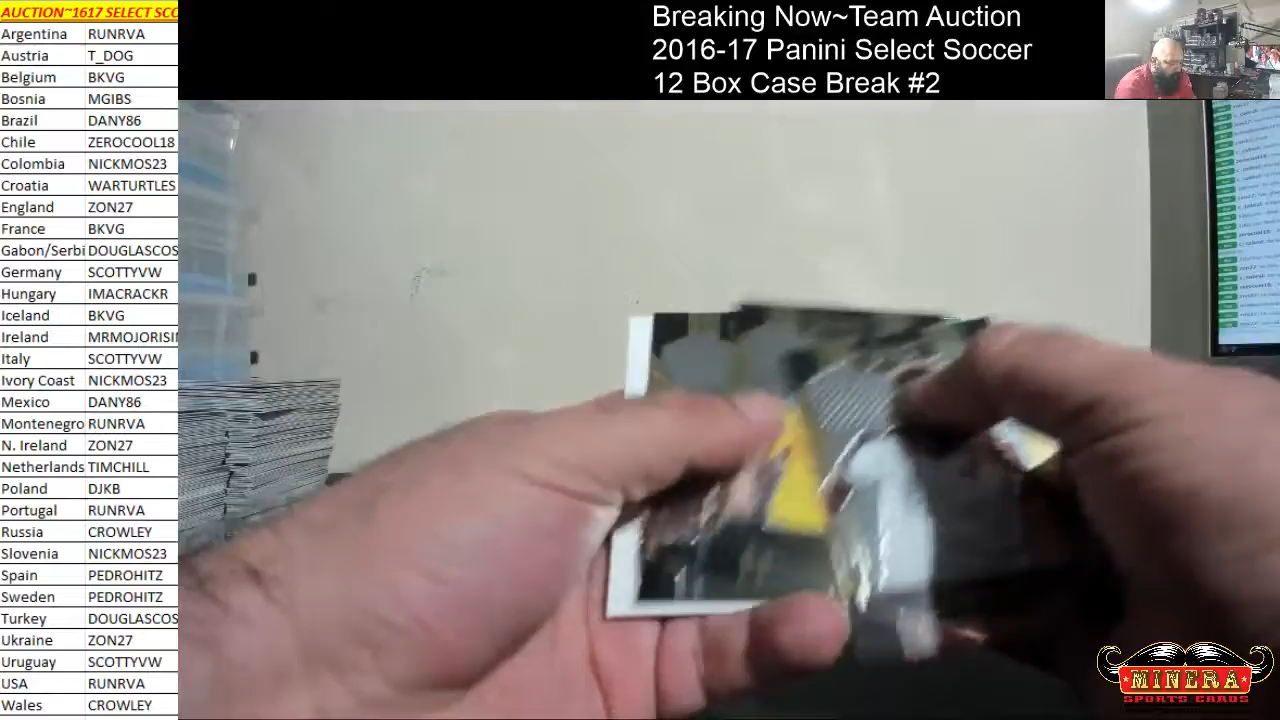 AUCTION~1617 SELECT SCO
Argentina RUNRVA
Austria T_DOG
Belgium BKVG
Bosnia MGIBS
Brazil DANY86
Chile ZEROCOOL18
Colombia NICKMOS23
Croatia WARTURTLES
England ZON27
France BKVG
Gabon/Serbi DOUGLASCOS
Germany SCOTTYVW
Hungary IMACRACKR
Iceland BKVG
Ireland MRMOJORISI
Italy SCOTTYVW
Ivory Coast NICKMOS23
Mexico DANY86
Montenegro RUNRVA
N. Ireland ZON27
Netherlands TIMCHILL
Poland DJKB
Portugal RUNRVA
Russia CROWLEY
Slovenia NICKMOS23
Spain PEDROHITZ
Sweden PEDROHITZ
Turkey DOUGLASCOS
Ukraine ZON27
Uruguay SCOTTYVW
USA RUNRVA
Wales CROWLEY
Breaking Now~Team Auction
2016-17 Panini Select Soccer
12 Box Case Break #2
MINERA
SPORTS CARDS